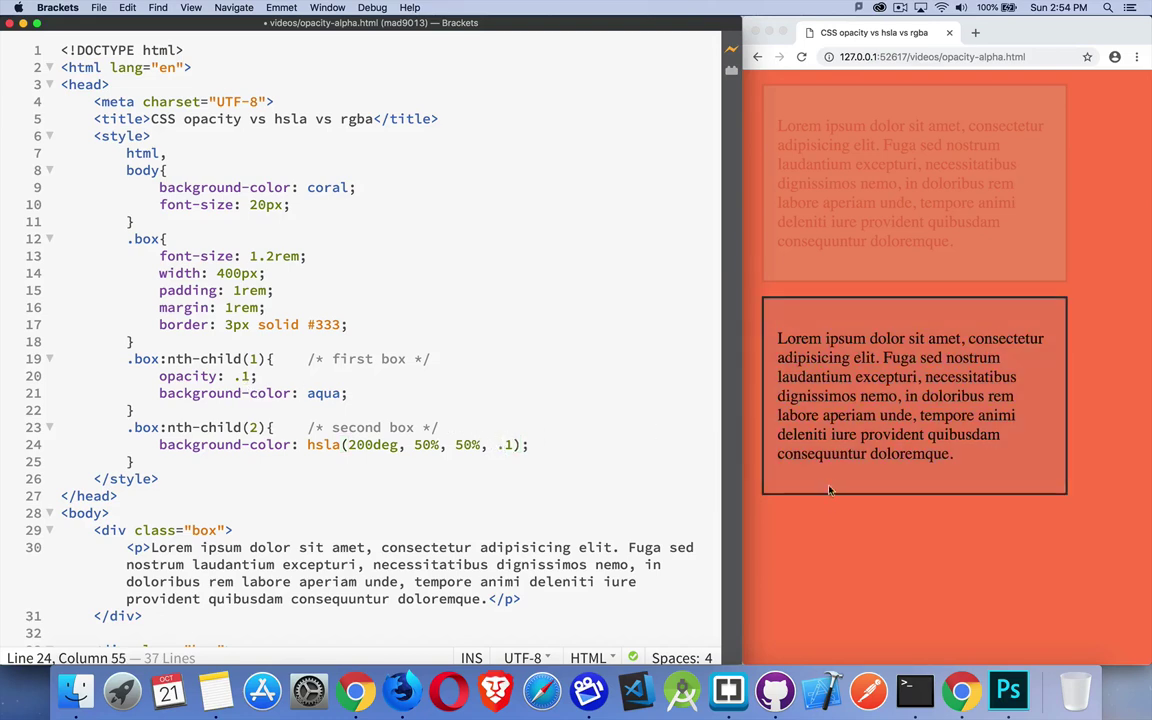 Brackets File Edit Find View Navigate Emmet Window Debug Help 100% Sun 2:54 PM
• videos/opacity-alpha.html (mad9013) — Brackets
1 <!DOCTYPE html>
2 <html lang="en">
3 <head>
4 <meta charset="UTF-8">
5 <title>CSS opacity vs hsla vs rgba</title>
6 <style>
7 html,
8 body{
9 background-color: coral;
10 font-size: 20px;
11 }
12 .box{
13 font-size: 1.2rem;
14 width: 400px;
15 padding: 1rem;
16 margin: 1rem;
17 border: 3px solid #333;
18 }
19 .box:nth-child(1){ /* first box */
20 opacity: .1;
21 background-color: aqua;
22 }
23 .box:nth-child(2){ /* second box */
24 background-color: hsla(200deg, 50%, 50%, .1);
25 }
26 </style>
27 </head>
28 <body>
29 <div class="box">
30 <p>Lorem ipsum dolor sit amet, consectetur adipisicing elit. Fuga sed
nostrum laudantium excepturi, necessitatibus dignissimos nemo, in
doloribus rem labore aperiam unde, tempore animi deleniti iure
provident quibusdam consequuntur doloremque.</p>
31 </div>
32
Line 24, Column 55 — 37 Lines INS UTF-8 HTML Spaces: 4
CSS opacity vs hsla vs rgba
127.0.0.1:52617/videos/opacity-alpha.html
Lorem ipsum dolor sit amet, consectetur
adipisicing elit. Fuga sed nostrum
laudantium excepturi, necessitatibus
dignissimos nemo, in doloribus rem
labore aperiam unde, tempore animi
deleniti iure provident quibusdam
consequuntur doloremque.
Lorem ipsum dolor sit amet, consectetur
adipisicing elit. Fuga sed nostrum
laudantium excepturi, necessitatibus
dignissimos nemo, in doloribus rem
labore aperiam unde, tempore animi
deleniti iure provident quibusdam
consequuntur doloremque.
OCT
21
Ps